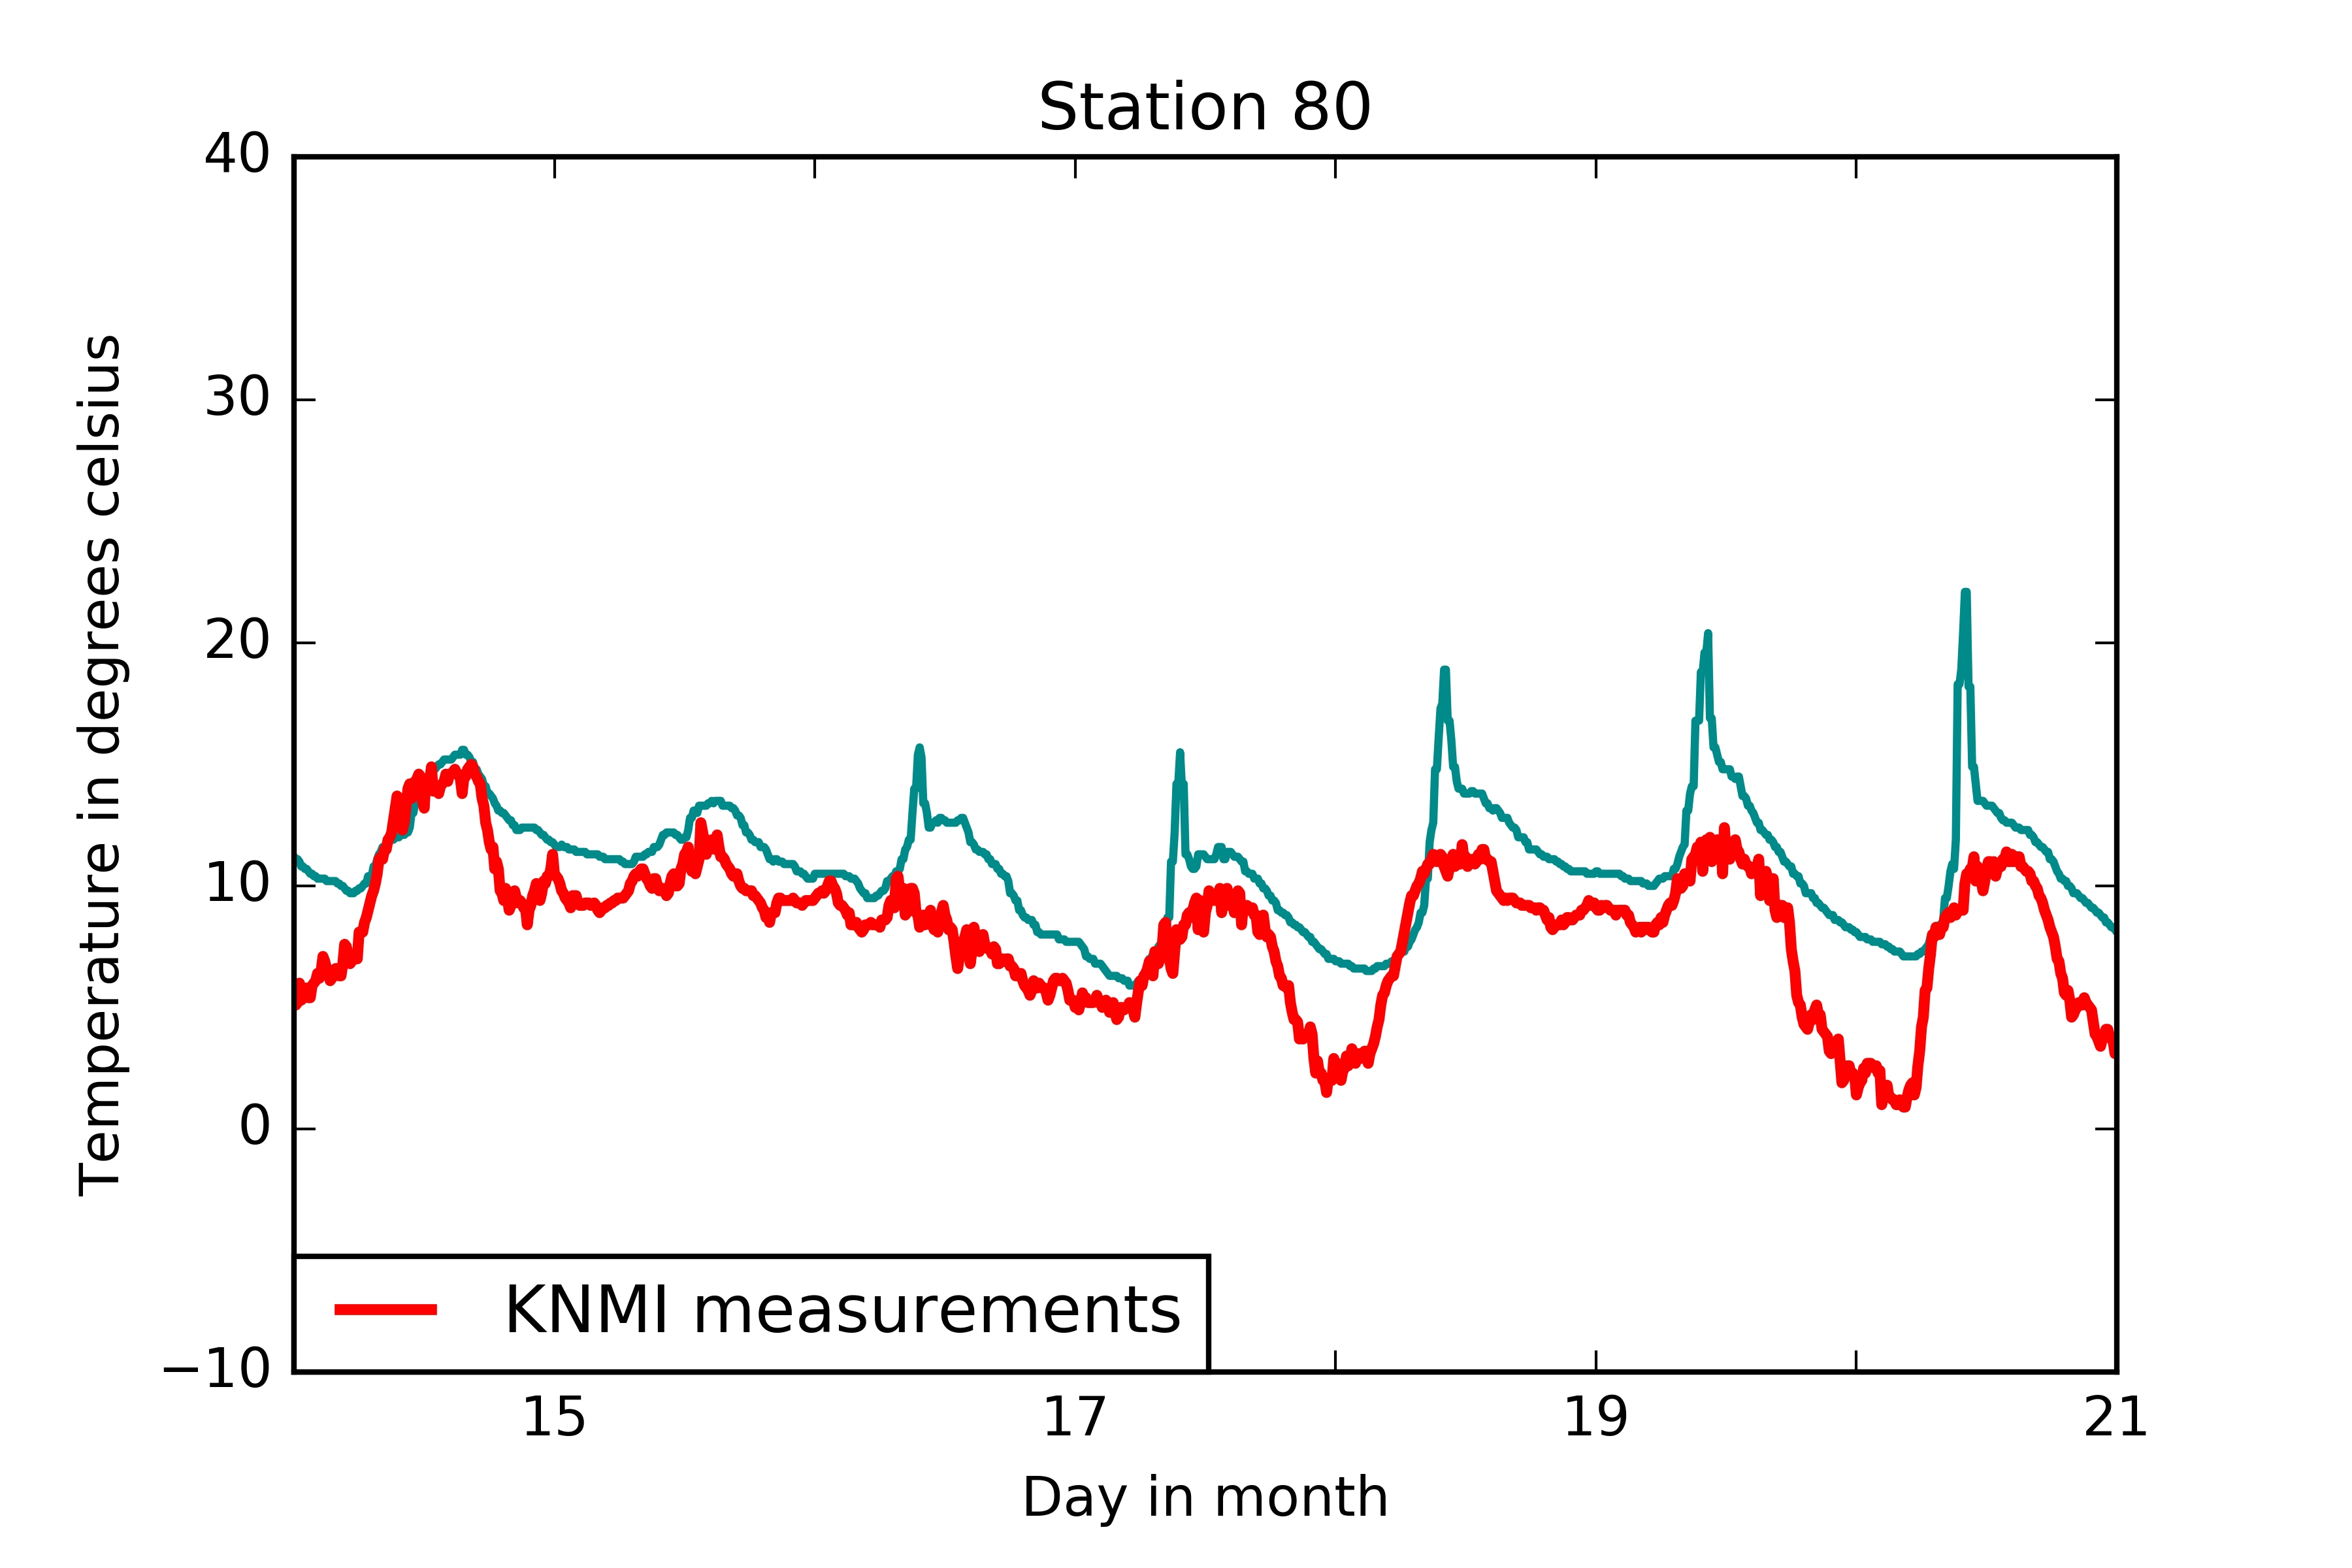 Station 80
40
30
20
10
0
−10
Temperature in degrees celsius
KNMI measurements
15 17 19 21
Day in month